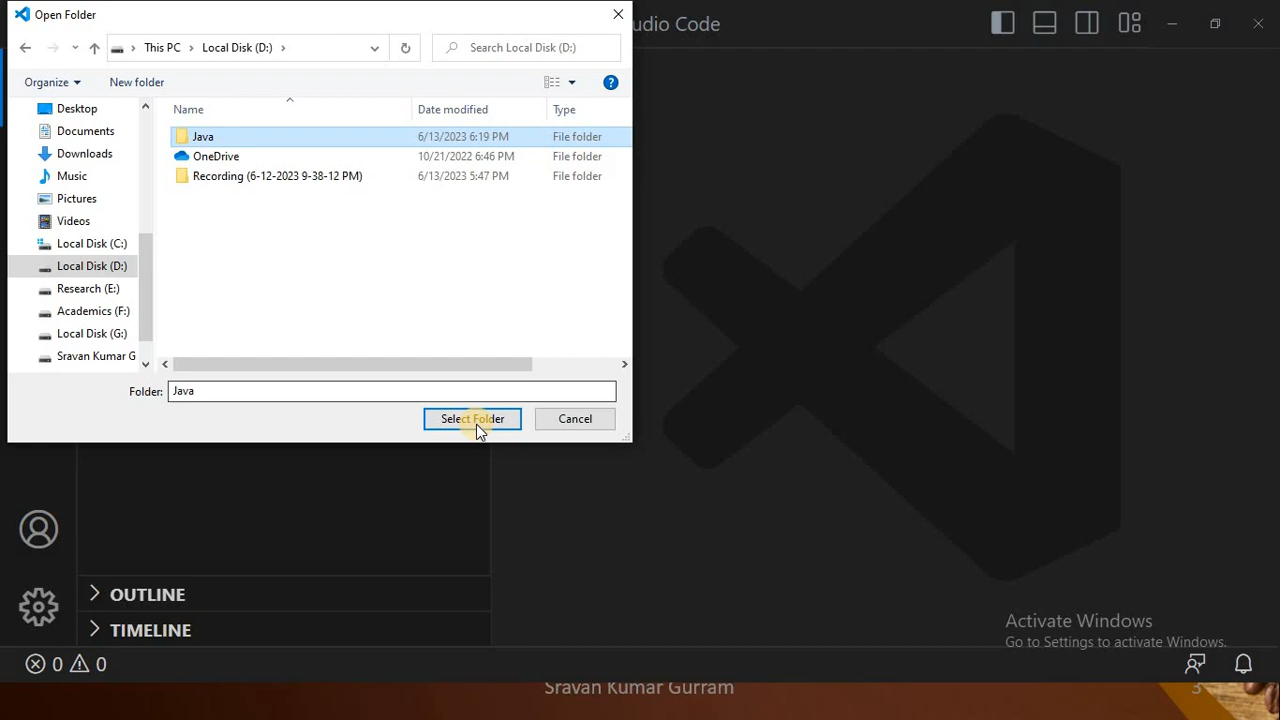 Open Folder
udio Code
This PC
Local Disk (D:)
Search Local Disk (D:)
Organize
New folder
?
Desktop
Documents
Downloads
Music
Pictures
Videos
Local Disk (C:)
Local Disk (D:)
Research (E:)
Academics (F:)
Local Disk (G:)
Sravan Kumar G
Name
Date modified
Type
Java
6/13/2023 6:19 PM
File folder
OneDrive
10/21/2022 6:46 PM
File folder
Recording (6-12-2023 9-38-12 PM)
6/13/2023 5:47 PM
File folder
Folder:
Java
Select Folder
Cancel
OUTLINE
TIMELINE
Activate Windows
Go to Settings to activate Windows.
0
0
Sravan Kumar Gurram
3